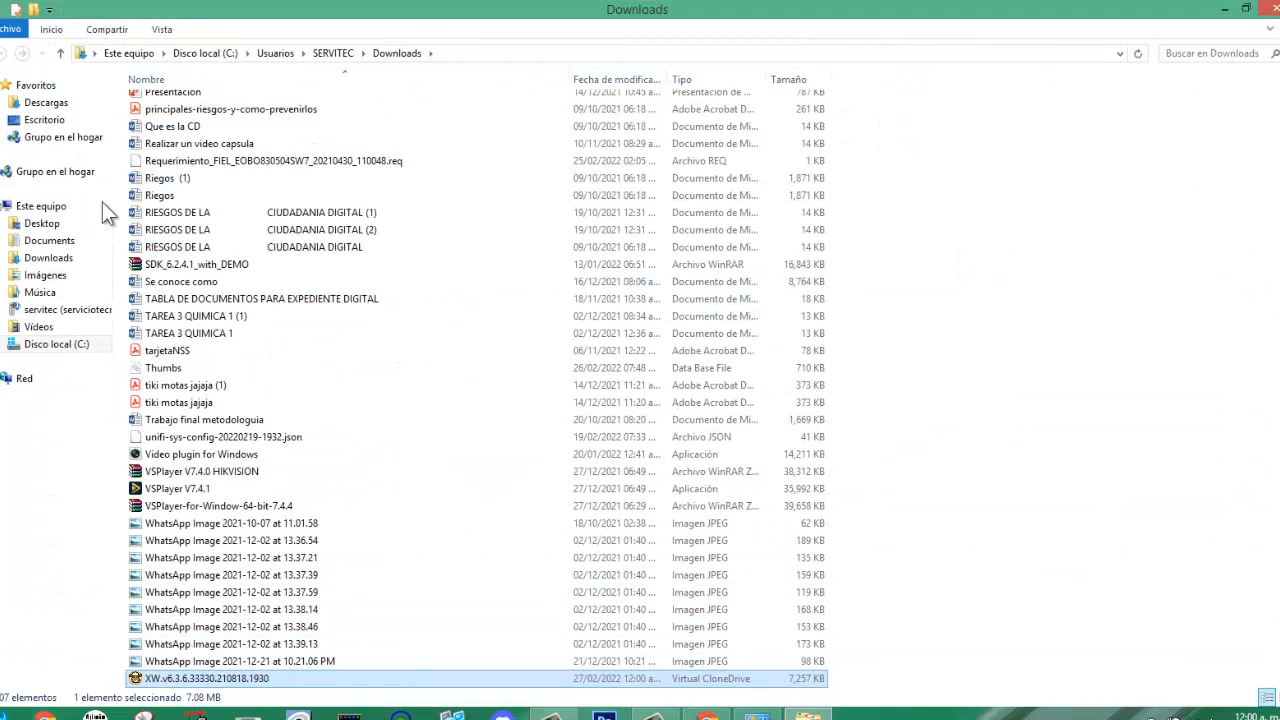 Downloads
rchivo Inicio Compartir Vista
Este equipo Disco local (C:) Usuarios SERVITEC Downloads Buscar en Downloads
Nombre Fecha de modifica... Tipo Tamaño
Favoritos
Descargas
Escritorio
Grupo en el hogar
Grupo en el hogar
Este equipo
Desktop
Documents
Downloads
Imágenes
Música
servitec (serviciotecn
Vídeos
Disco local (C:)
Red
Presentacion 14/12/2021 10:45 a... Presentación de ... 787 KB
principales-riesgos-y-como-prevenirlos 09/10/2021 06:18 ... Adobe Acrobat D... 261 KB
Que es la CD 09/10/2021 06:18 ... Documento de Mi... 14 KB
Realizar un video capsula 10/11/2021 08:29 a... Documento de Mi... 14 KB
Requerimiento_FIEL_EOBO830504SW7_20210430_110048.req 25/02/2022 02:05 ... Archivo REQ 1 KB
Riegos (1) 09/10/2021 06:18 ... Documento de Mi... 1,871 KB
Riegos 09/10/2021 06:18 ... Documento de Mi... 1,871 KB
RIESGOS DE LA CIUDADANIA DIGITAL (1) 19/10/2021 12:31 ... Documento de Mi... 14 KB
RIESGOS DE LA CIUDADANIA DIGITAL (2) 19/10/2021 12:31 ... Documento de Mi... 14 KB
RIESGOS DE LA CIUDADANIA DIGITAL 09/10/2021 06:18 ... Documento de Mi... 14 KB
SDK_6.2.4.1_with_DEMO 13/01/2022 06:51 ... Archivo WinRAR 16,843 KB
Se conoce como 16/12/2021 08:06 a... Documento de Mi... 8,764 KB
TABLA DE DOCUMENTOS PARA EXPEDIENTE DIGITAL 18/11/2021 10:38 a... Documento de Mi... 18 KB
TAREA 3 QUIMICA 1 (1) 02/12/2021 08:34 a... Documento de Mi... 13 KB
TAREA 3 QUIMICA 1 02/12/2021 12:36 a... Documento de Mi... 13 KB
tarjetaNSS 06/11/2021 12:22 ... Adobe Acrobat D... 78 KB
Thumbs 26/02/2022 07:48 ... Data Base File 710 KB
tiki motas jajaja (1) 14/12/2021 11:21 a... Adobe Acrobat D... 373 KB
tiki motas jajaja 14/12/2021 11:20 a... Adobe Acrobat D... 373 KB
Trabajo final metodologuia 20/10/2021 08:20 ... Documento de Mi... 1,669 KB
unifi-sys-config-20220219-1932.json 19/02/2022 07:33 ... Archivo JSON 41 KB
Video plugin for Windows 20/01/2022 12:41 a... Aplicación 14,211 KB
VSPlayer V7.4.0 HIKVISION 27/12/2021 06:49 ... Archivo WinRAR Z... 38,312 KB
VSPlayer V7.4.1 27/12/2021 06:49 ... Aplicación 35,992 KB
VSPlayer-for-Window-64-bit-7.4.4 27/12/2021 06:29 ... Archivo WinRAR Z... 39,658 KB
WhatsApp Image 2021-10-07 at 11.01.58 18/10/2021 02:38 ... Imagen JPEG 62 KB
WhatsApp Image 2021-12-02 at 13.36.54 02/12/2021 01:40 ... Imagen JPEG 189 KB
WhatsApp Image 2021-12-02 at 13.37.21 02/12/2021 01:40 ... Imagen JPEG 135 KB
WhatsApp Image 2021-12-02 at 13.37.39 02/12/2021 01:40 ... Imagen JPEG 159 KB
WhatsApp Image 2021-12-02 at 13.37.59 02/12/2021 01:40 ... Imagen JPEG 119 KB
WhatsApp Image 2021-12-02 at 13.38.14 02/12/2021 01:40 ... Imagen JPEG 168 KB
WhatsApp Image 2021-12-02 at 13.38.46 02/12/2021 01:40 ... Imagen JPEG 153 KB
WhatsApp Image 2021-12-02 at 13.39.13 02/12/2021 01:40 ... Imagen JPEG 173 KB
WhatsApp Image 2021-12-21 at 10.21.06 PM 21/12/2021 10:21 ... Imagen JPEG 98 KB
XW.v6.3.6.33330.210818.1930 27/02/2022 12:00 a... Virtual CloneDrive 7,257 KB
07 elementos 1 elemento seleccionado 7.08 MB
12:00 a. m.